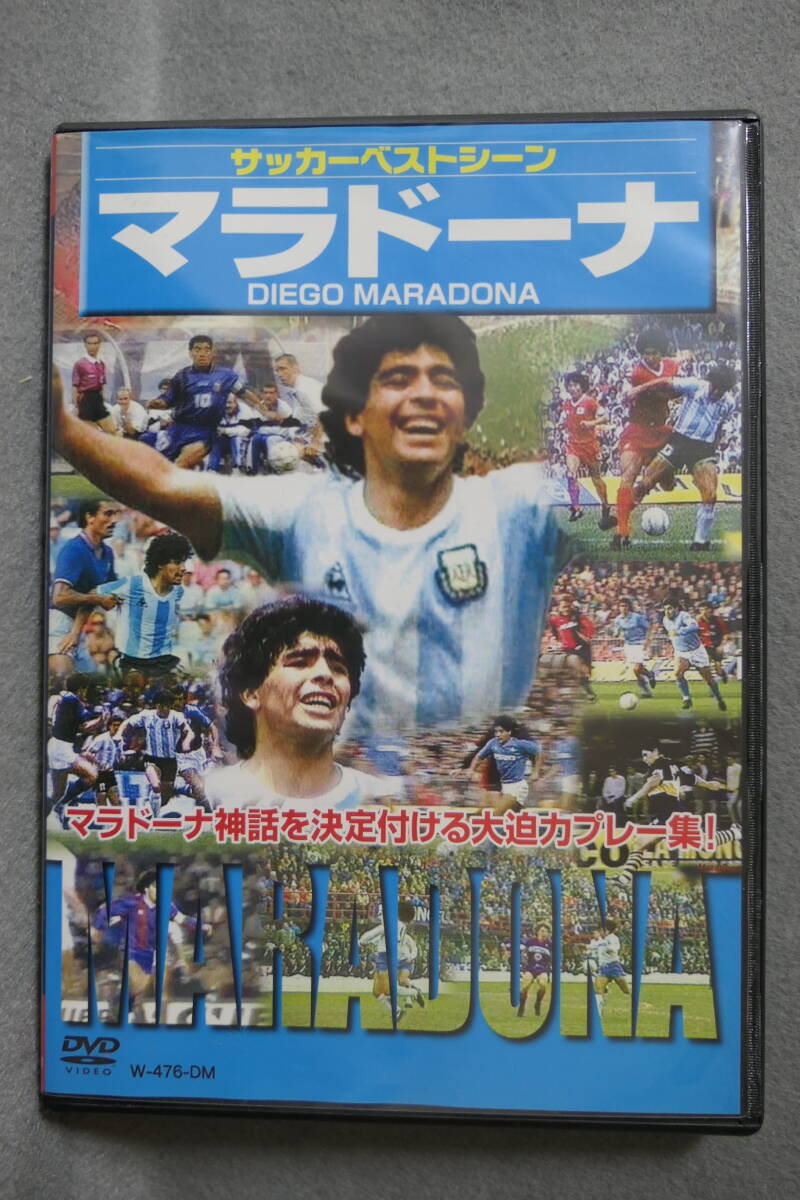 サッカーベストシーン
マラドーナ
DIEGO MARADONA
10
マラドーナ神話を決定付ける大迫力プレー集!
MARADONA
DVD
VIDEO
W-476-DM